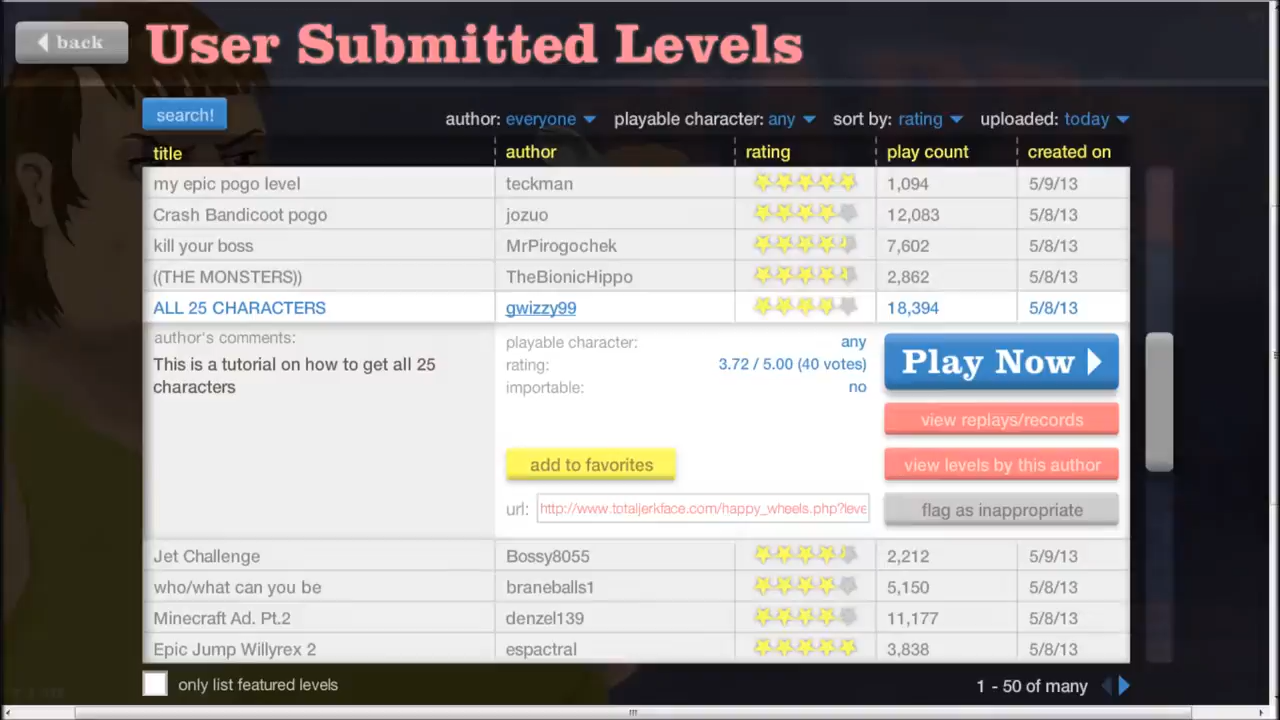 back
User Submitted Levels
search!
author: everyone playable character: any sort by: rating uploaded: today
title author rating play count created on
my epic pogo level teckman 1,094 5/9/13
Crash Bandicoot pogo jozuo 12,083 5/8/13
kill your boss MrPirogochek 7,602 5/8/13
((THE MONSTERS)) TheBionicHippo 2,862 5/8/13
ALL 25 CHARACTERS gwizzy99 18,394 5/8/13
author's comments:
This is a tutorial on how to get all 25
characters
playable character: any
rating: 3.72 / 5.00 (40 votes)
importable: no
add to favorites
url: http://www.totaljerkface.com/happy_wheels.php?leve
Play Now
view replays/records
view levels by this author
flag as inappropriate
Jet Challenge Bossy8055 2,212 5/9/13
who/what can you be braneballs1 5,150 5/8/13
Minecraft Ad. Pt.2 denzel139 11,177 5/8/13
Epic Jump Willyrex 2 espactral 3,838 5/8/13
only list featured levels
1 - 50 of many